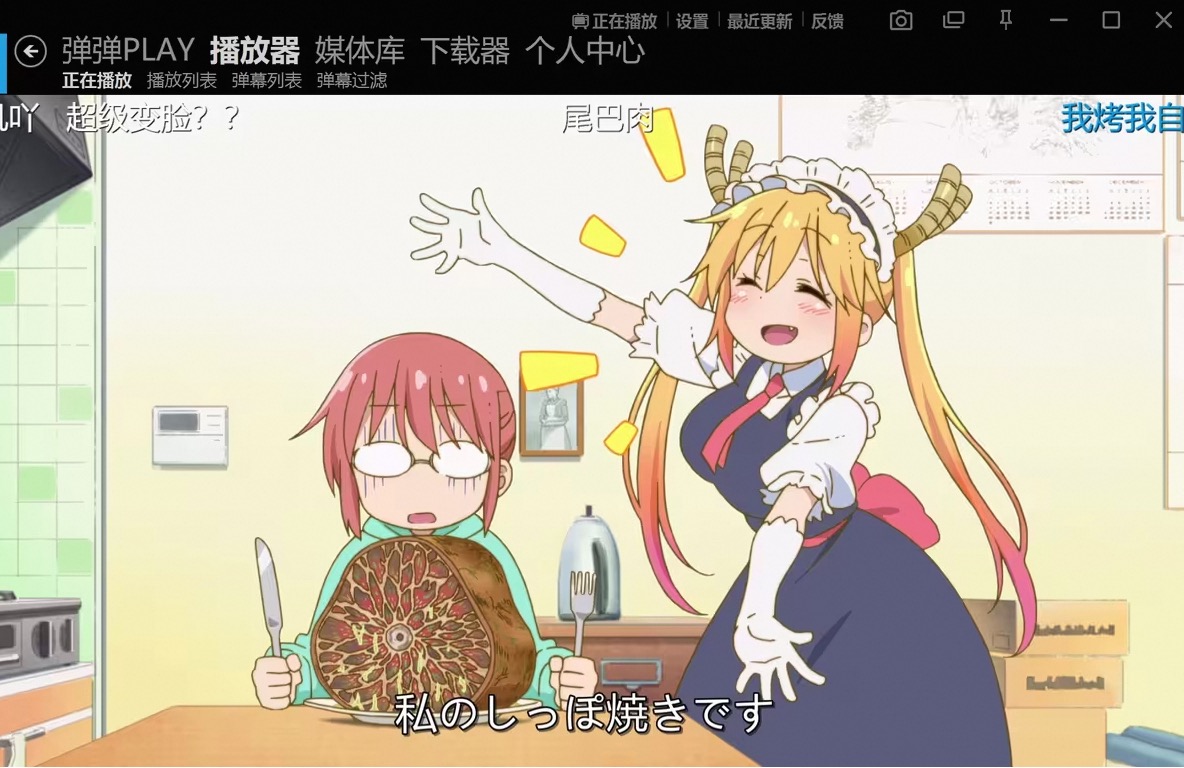 正在播放 设置 最近更新 反馈
弹弹PLAY 播放器 媒体库 下载器 个人中心
正在播放 播放列表 弹幕列表 弹幕过滤
吖 超级变脸？？ 尾巴肉 我烤我自
私のしっぽ焼きです